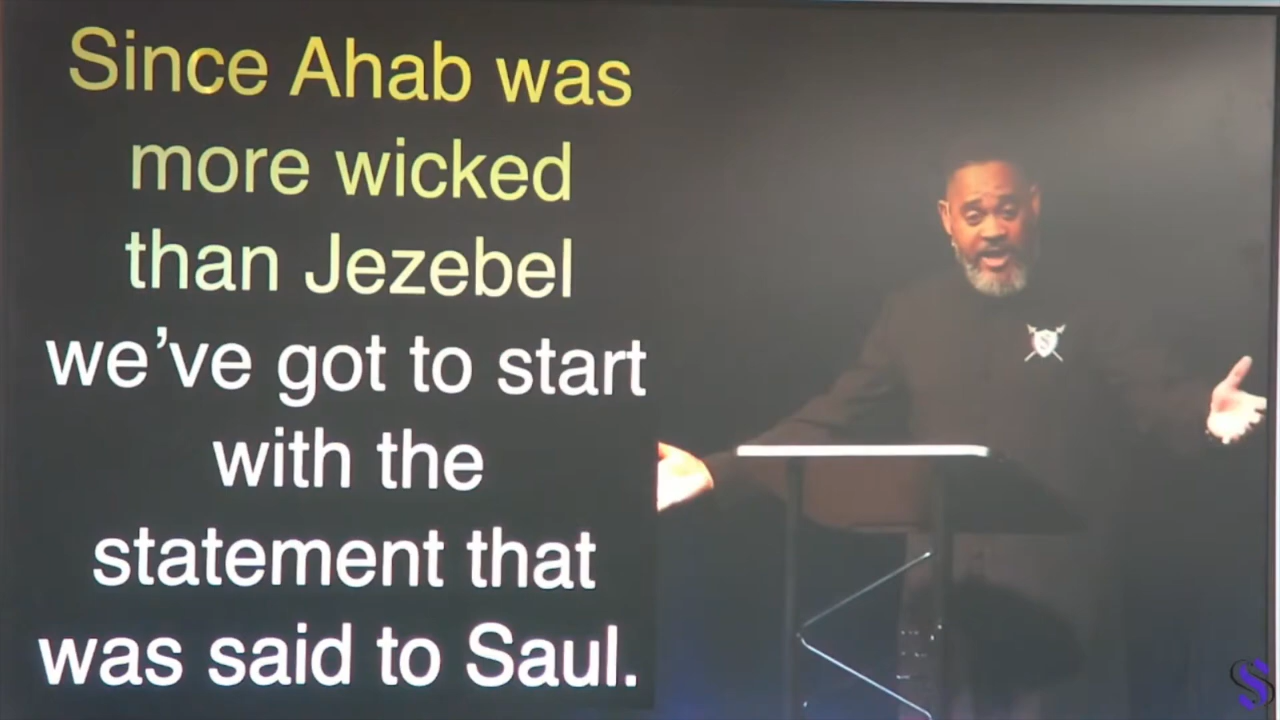 Since Ahab was
more wicked
than Jezebel
we've got to start
with the
statement that
was said to Saul.
S
S